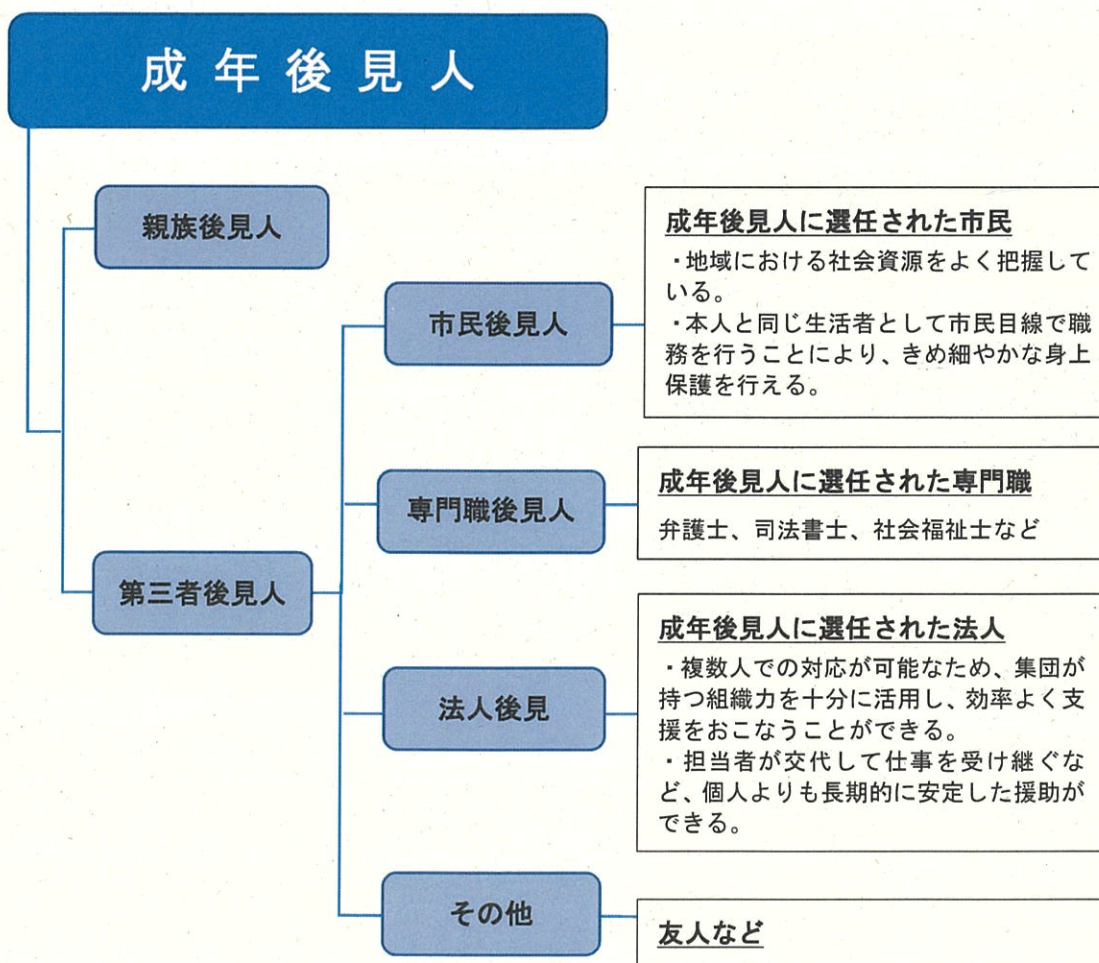 成年後見人
親族後見人
市民後見人
成年後見人に選任された市民
・地域における社会資源をよく把握して
いる。
・本人と同じ生活者として市民目線で職
務を行うことにより、きめ細やかな身上
保護を行える。
専門職後見人
成年後見人に選任された専門職
弁護士、司法書士、社会福祉士など
第三者後見人
法人後見
成年後見人に選任された法人
・複数人での対応が可能なため、集団が
持つ組織力を十分に活用し、効率よく支
援をおこなうことができる。
・担当者が交代して仕事を受け継ぐな
ど、個人よりも長期的に安定した援助が
できる。
その他
友人など